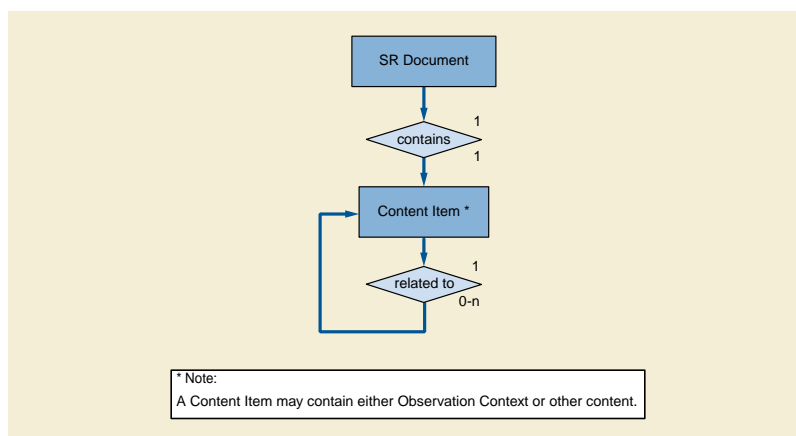 SR Document
1
contains
1
Content Item *
1
related to
0-n
* Note:
A Content Item may contain either Observation Context or other content.